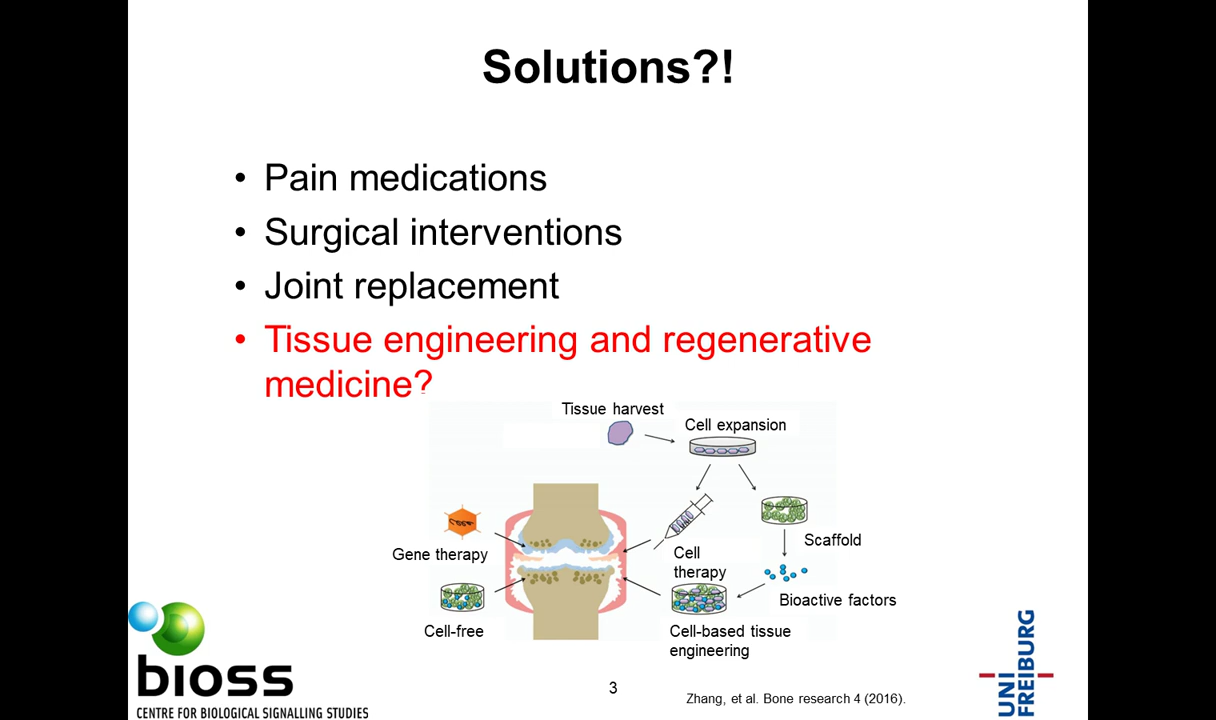 Solutions?!
• Pain medications
• Surgical interventions
• Joint replacement
• Tissue engineering and regenerative
medicine?
Tissue harvest
Cell expansion
Gene therapy
Cell
therapy
Scaffold
Bioactive factors
Cell-free
Cell-based tissue
engineering
bioss
CENTRE FOR BIOLOGICAL SIGNALLING STUDIES
3
Zhang, et al. Bone research 4 (2016).
UNI
FREIBURG